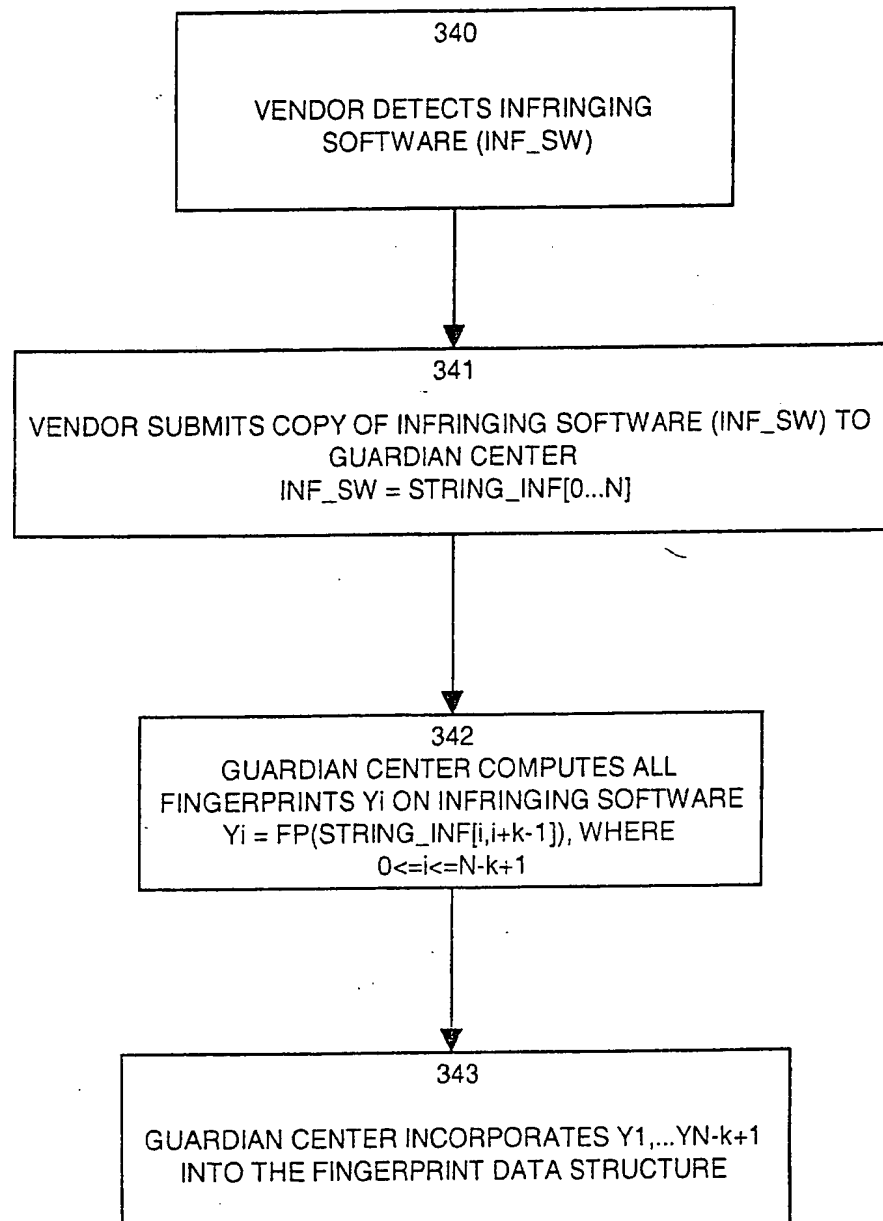 340
VENDOR DETECTS INFRINGING
SOFTWARE (INF_SW)
341
VENDOR SUBMITS COPY OF INFRINGING SOFTWARE (INF_SW) TO
GUARDIAN CENTER
INF_SW = STRING_INF[0...N]
342
GUARDIAN CENTER COMPUTES ALL
FINGERPRINTS Yi ON INFRINGING SOFTWARE
Yi = FP(STRING_INF[i,i+k-1]), WHERE
0<=i<=N-k+1
343
GUARDIAN CENTER INCORPORATES Y1,...YN-k+1
INTO THE FINGERPRINT DATA STRUCTURE